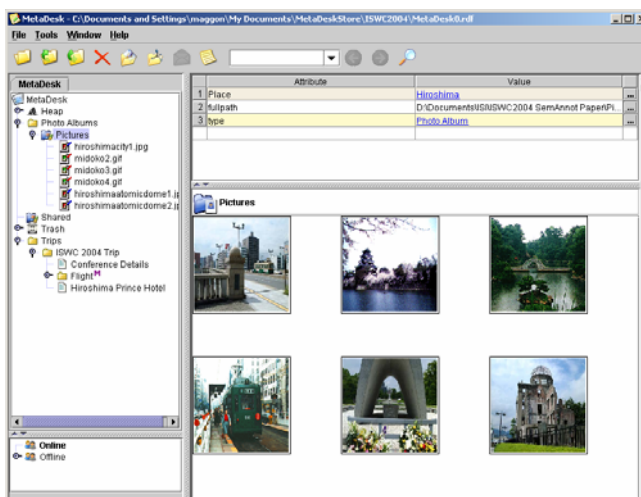 MetaDesk - C:\Documents and Settings\maggon\My Documents\MetaDeskStore\ISWC2004\MetaDesk0.rdf
File Tools Window Help
MetaDesk
MetaDesk
Heap
Photo Albums
Pictures
hiroshimacity1.jpg
midoko2.gif
midoko3.gif
midoko4.gif
hiroshimaatomicdome1.j
hiroshimaatomicdome2.j
Shared
Trash
Trips
ISWC 2004 Trip
Conference Details
Flight M
Hiroshima Prince Hotel
Online
Offline
Attribute Value
1 Place Hiroshima ...
2 fullpath D:\Documents\ISI\ISWC2004 SemAnnot Paper\Pi... ...
3 type Photo Album ...
Pictures